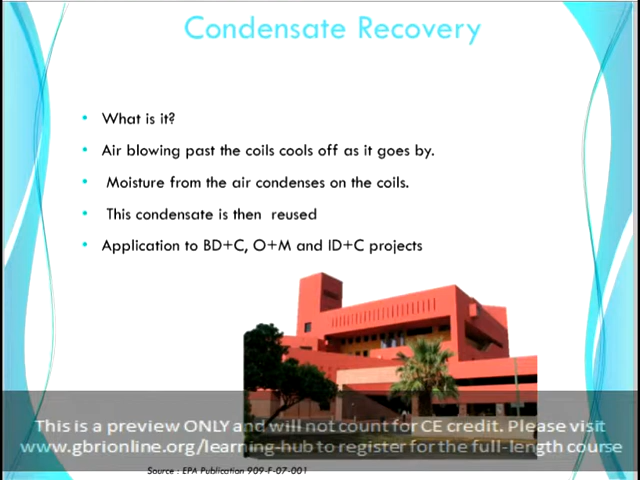 Condensate Recovery
• What is it?
• Air blowing past the coils cools off as it goes by.
• Moisture from the air condenses on the coils.
• This condensate is then reused
• Application to BD+C, O+M and ID+C projects
This is a preview ONLY and will not count for CE credit. Please visit
www.gbrionline.org/learning-hub to register for the full-length course
Source : EPA Publication 909-F-07-001